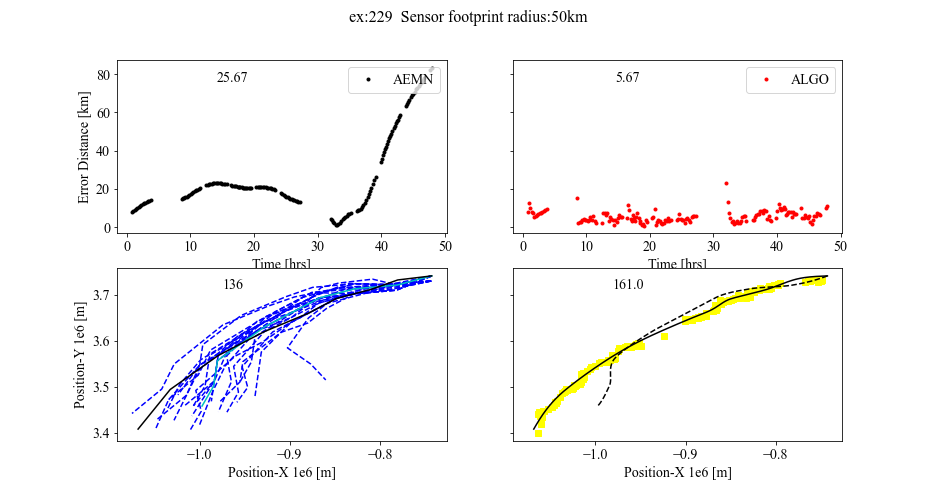 ex:229  Sensor footprint radius:50km
25.67
AEMN
80
60
40
20
0
Error Distance [km]
0 10 20 30 40 50
Time [hrs]
5.67
ALGO
0 10 20 30 40 50
Time [hrs]
136
3.7
3.6
3.5
3.4
Position-Y 1e6 [m]
−1.0 −0.9 −0.8
Position-X 1e6 [m]
161.0
−1.0 −0.9 −0.8
Position-X 1e6 [m]